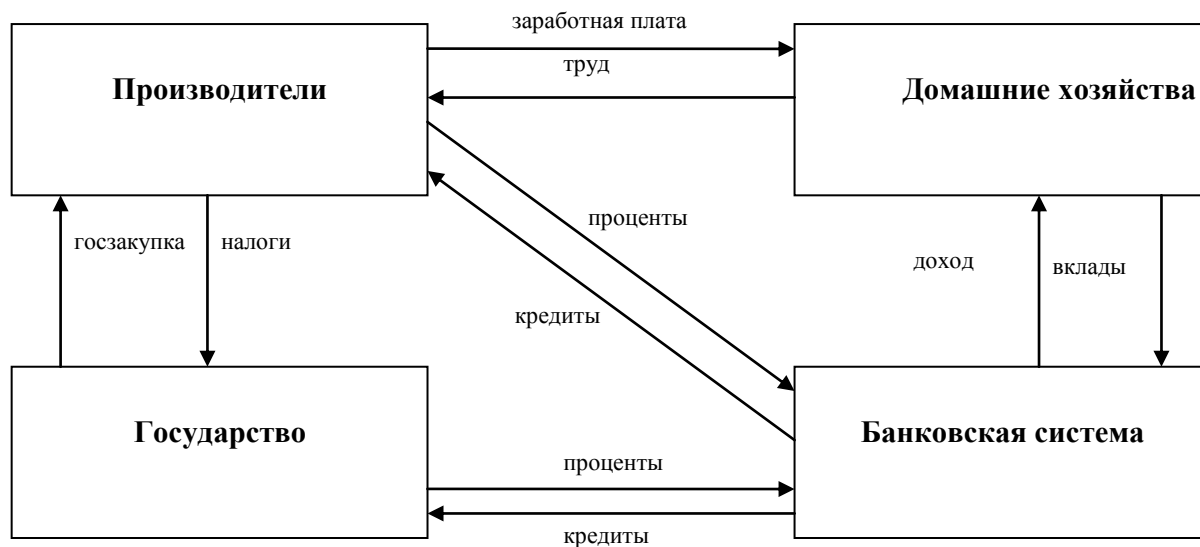 заработная плата
Производители
труд
Домашние хозяйства
госзакупка
налоги
проценты
доход
вклады
кредиты
Государство
Банковская система
проценты
кредиты